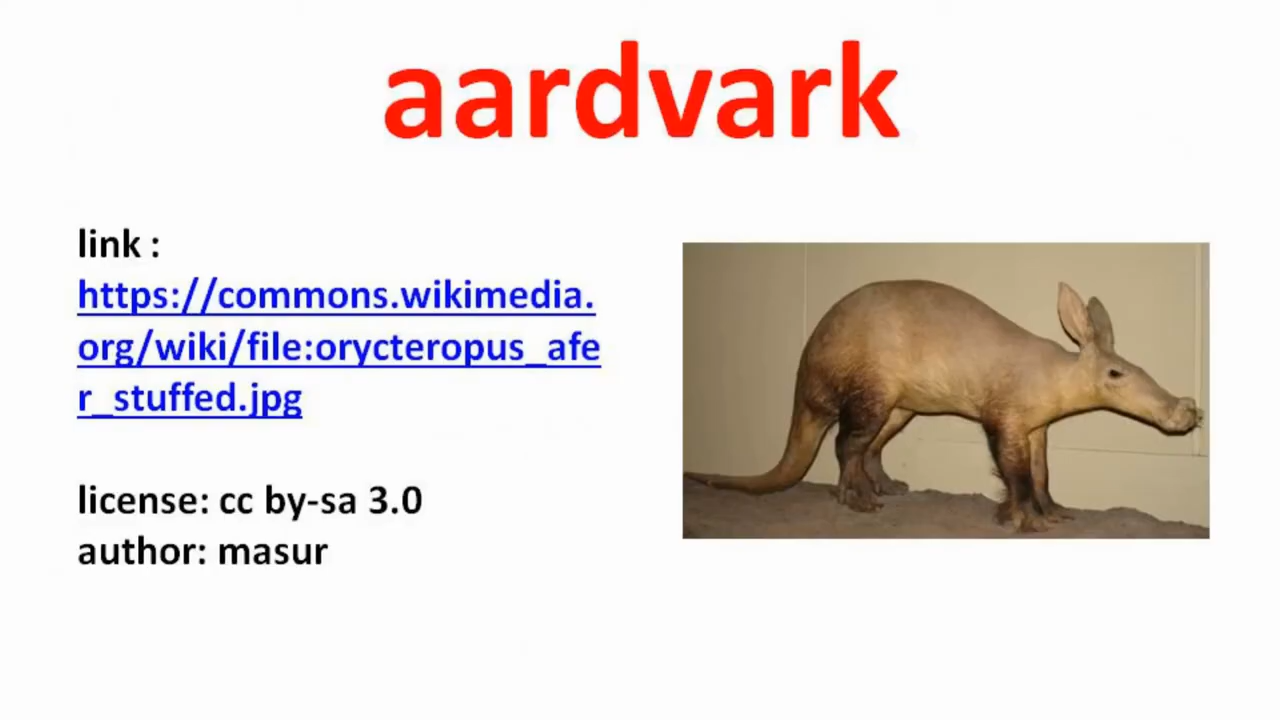 aardvark
link :
https://commons.wikimedia.
org/wiki/file:orycteropus_afe
r_stuffed.jpg
license: cc by-sa 3.0
author: masur